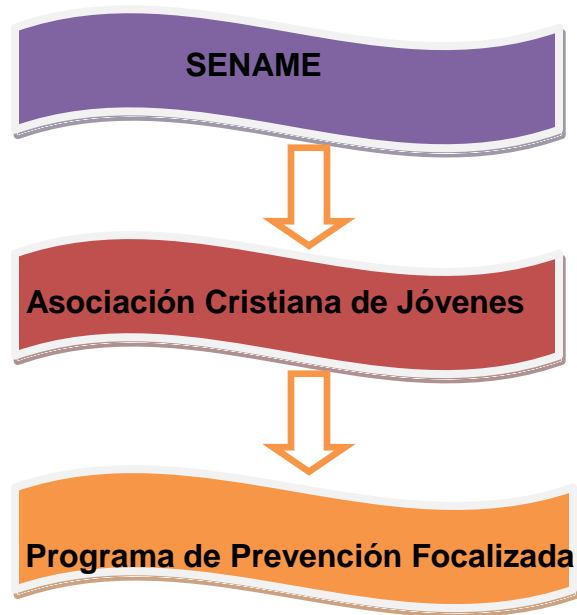 SENAME
Asociación Cristiana de Jóvenes
Programa de Prevención Focalizada